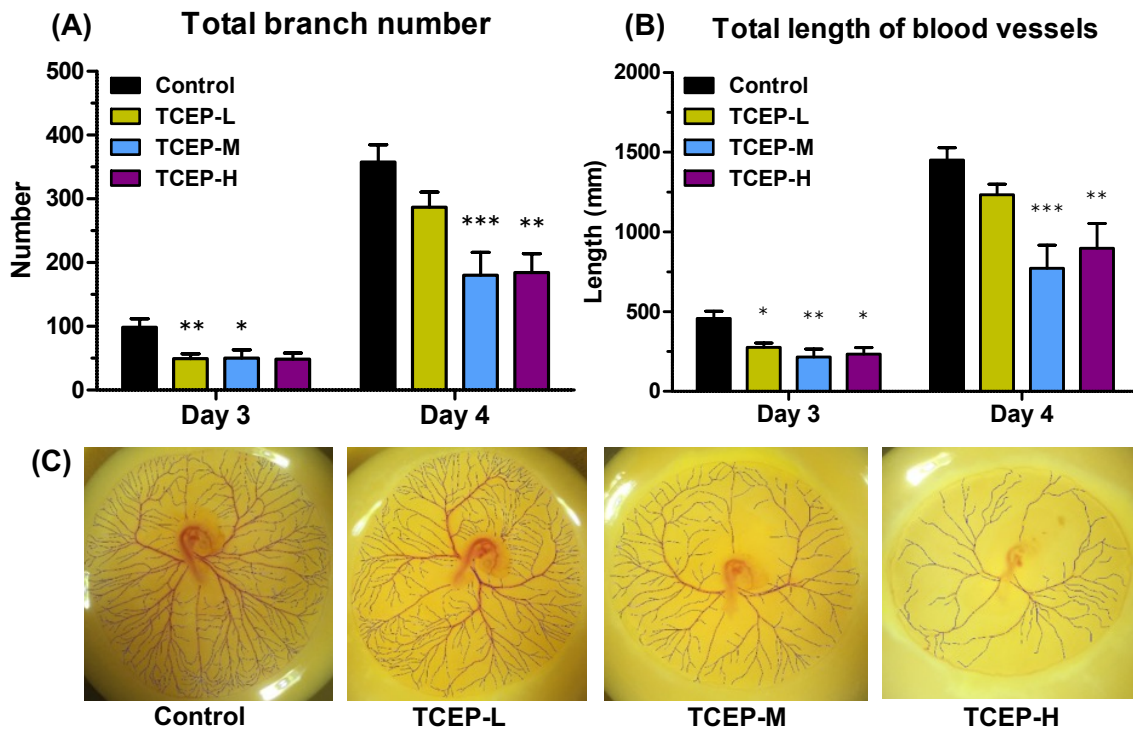 (A) Total branch number
500
400
300
200
100
0
Number
Control
TCEP-L
TCEP-M
TCEP-H
** *
*** **
Day 3 Day 4
(B) Total length of blood vessels
2000
1500
1000
500
0
Length (mm)
Control
TCEP-L
TCEP-M
TCEP-H
* ** *
*** **
Day 3 Day 4
(C)
Control TCEP-L TCEP-M TCEP-H